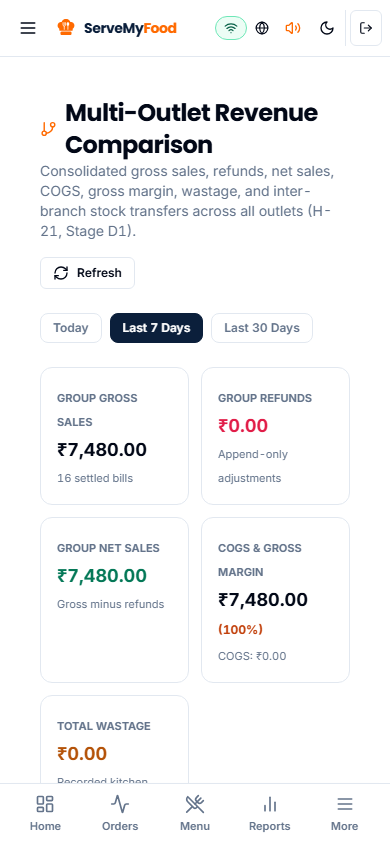 ServeMyFood
Multi-Outlet Revenue
Comparison
Consolidated gross sales, refunds, net sales,
COGS, gross margin, wastage, and inter-
branch stock transfers across all outlets (H-
21, Stage D1).
Refresh
Today
Last 7 Days
Last 30 Days
GROUP GROSS
SALES
₹7,480.00
16 settled bills
GROUP REFUNDS
₹0.00
Append-only
adjustments
GROUP NET SALES
₹7,480.00
Gross minus refunds
COGS & GROSS
MARGIN
₹7,480.00
(100%)
COGS: ₹0.00
TOTAL WASTAGE
₹0.00
Recorded kitchen
Home
Orders
Menu
Reports
More